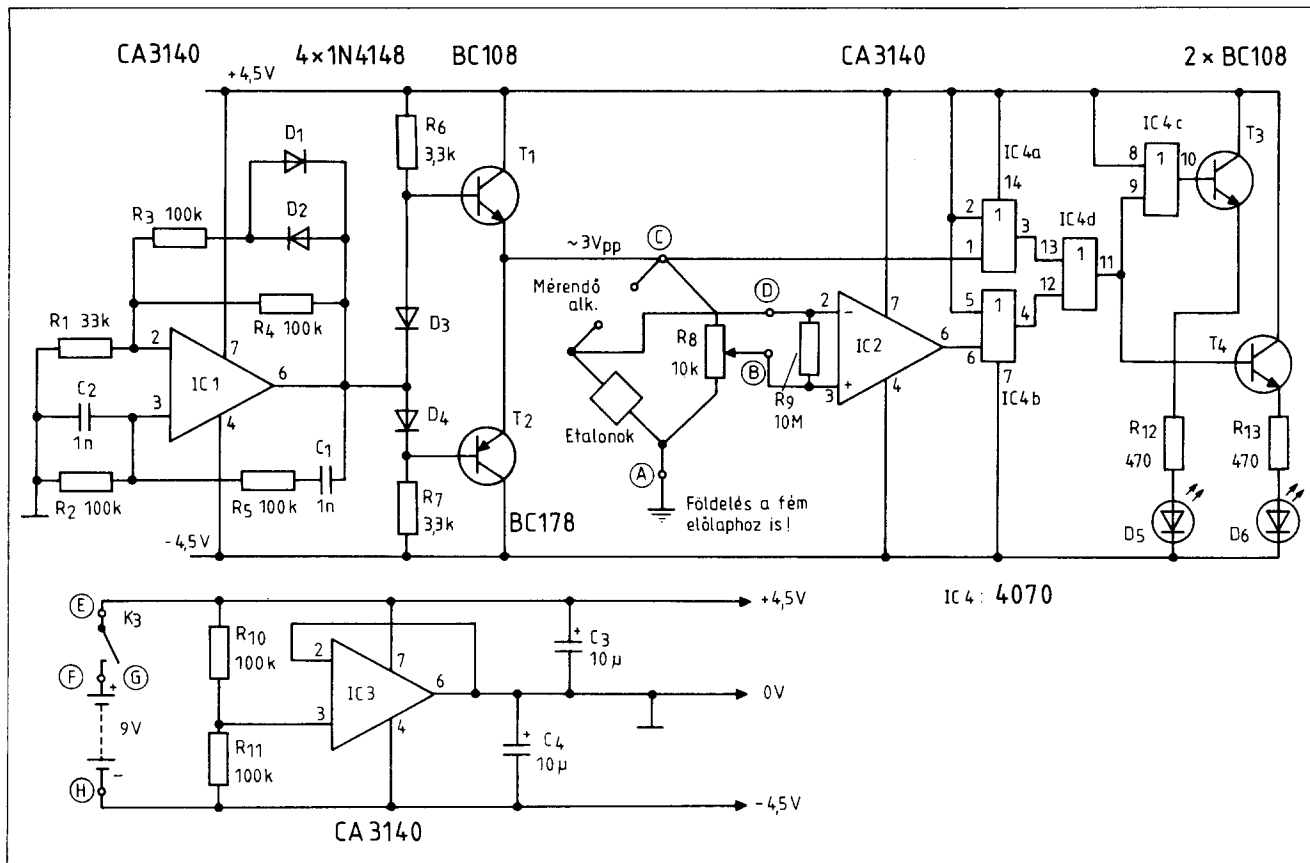 CA3140 4×1N4148 BC108 CA3140 2 × BC108
+4,5V
D1
D2
R3 100k
R4 100k
R1 33k
C2
1n
R2 100k
R5 100k
C1
1n
2
3
7
4
6
IC1
R6
3,3k
D3
D4
R7
3,3k
T1
T2
BC178
-4,5V
~3Vpp
C
Mérendő
alk.
D
R8
10k
B
Etalonok
A
Földelés a fém
előlaphoz is!
R9
10M
2
-
+
3
7
4
6
IC2
IC4a
14
2
1
1
3
5
6
1
4
7
IC4b
IC4d
13
12
1
11
IC4c
8
9
1
10
T3
T4
R12
470
R13
470
D5
D6
IC4: 4070
E
K3
F
G
+
9V
-
H
R10
100k
R11
100k
2
3
7
4
6
IC3
+
C3
10µ
+
C4
10µ
+4,5V
0V
-4,5V
CA3140